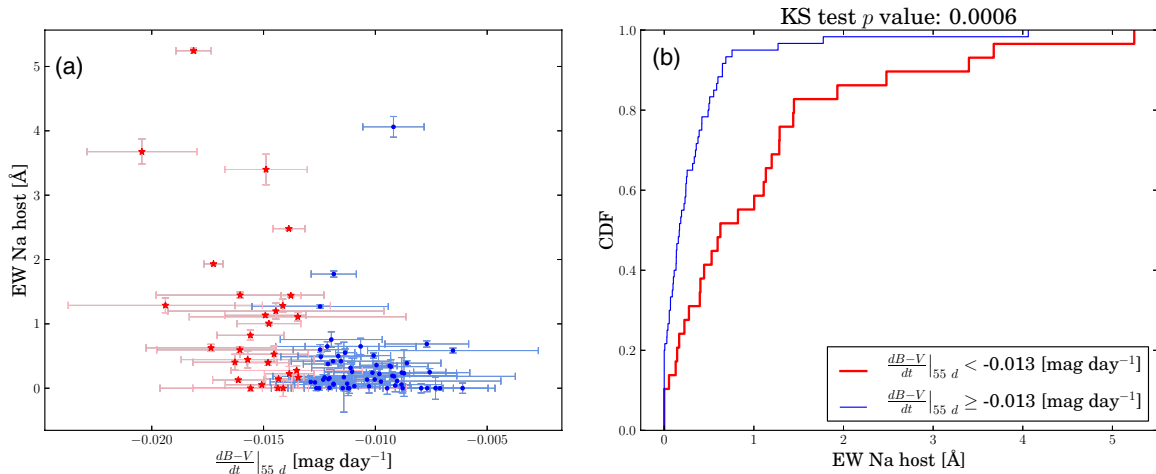 KS test p value: 0.0006
(a)
EW Na host [Å]
5
4
3
2
1
0
−0.020 −0.015 −0.010 −0.005
dB−V/dt|55 d [mag day⁻¹]
(b)
CDF
1.0
0.8
0.6
0.4
0.2
0.0
0 1 2 3 4 5
EW Na host [Å]
dB−V/dt|55 d < -0.013 [mag day⁻¹]
dB−V/dt|55 d ≥ -0.013 [mag day⁻¹]